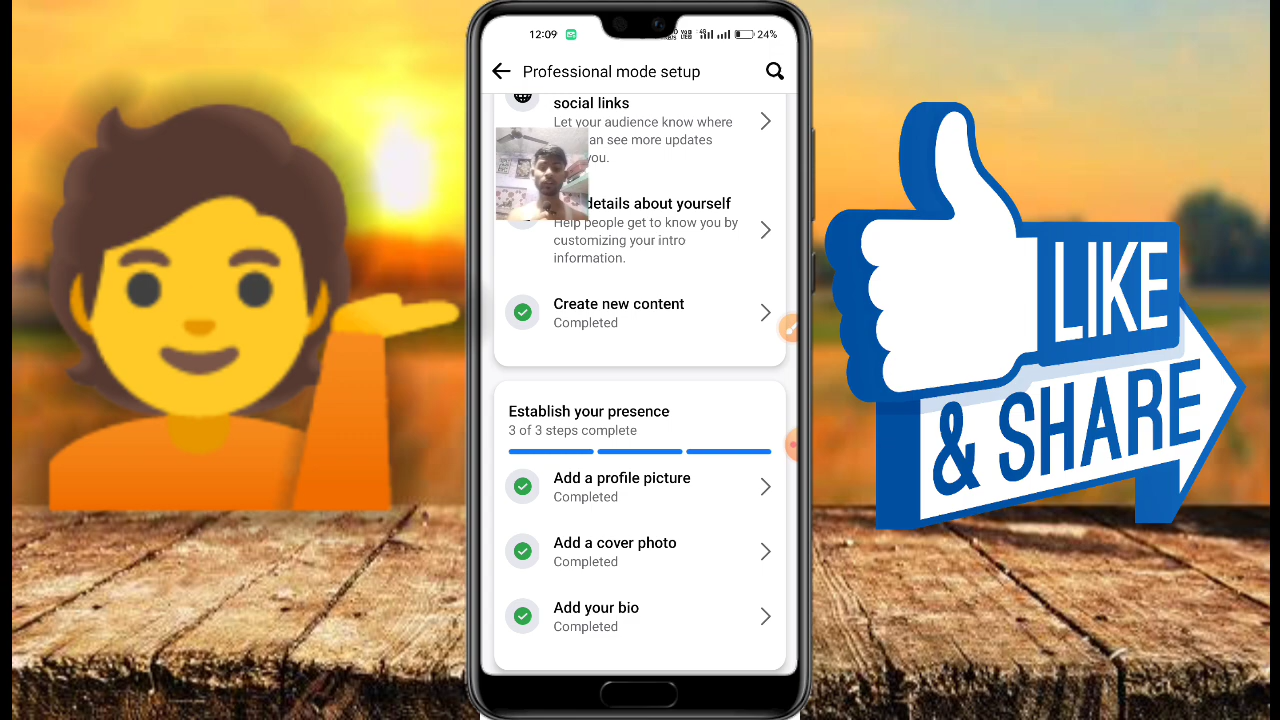 12:09
24%
Professional mode setup
social links
Let your audience know where
an see more updates
you.
details about yourself
Help people get to know you by
customizing your intro
information.
Create new content
Completed
Establish your presence
3 of 3 steps complete
Add a profile picture
Completed
Add a cover photo
Completed
Add your bio
Completed
LIKE
& SHARE